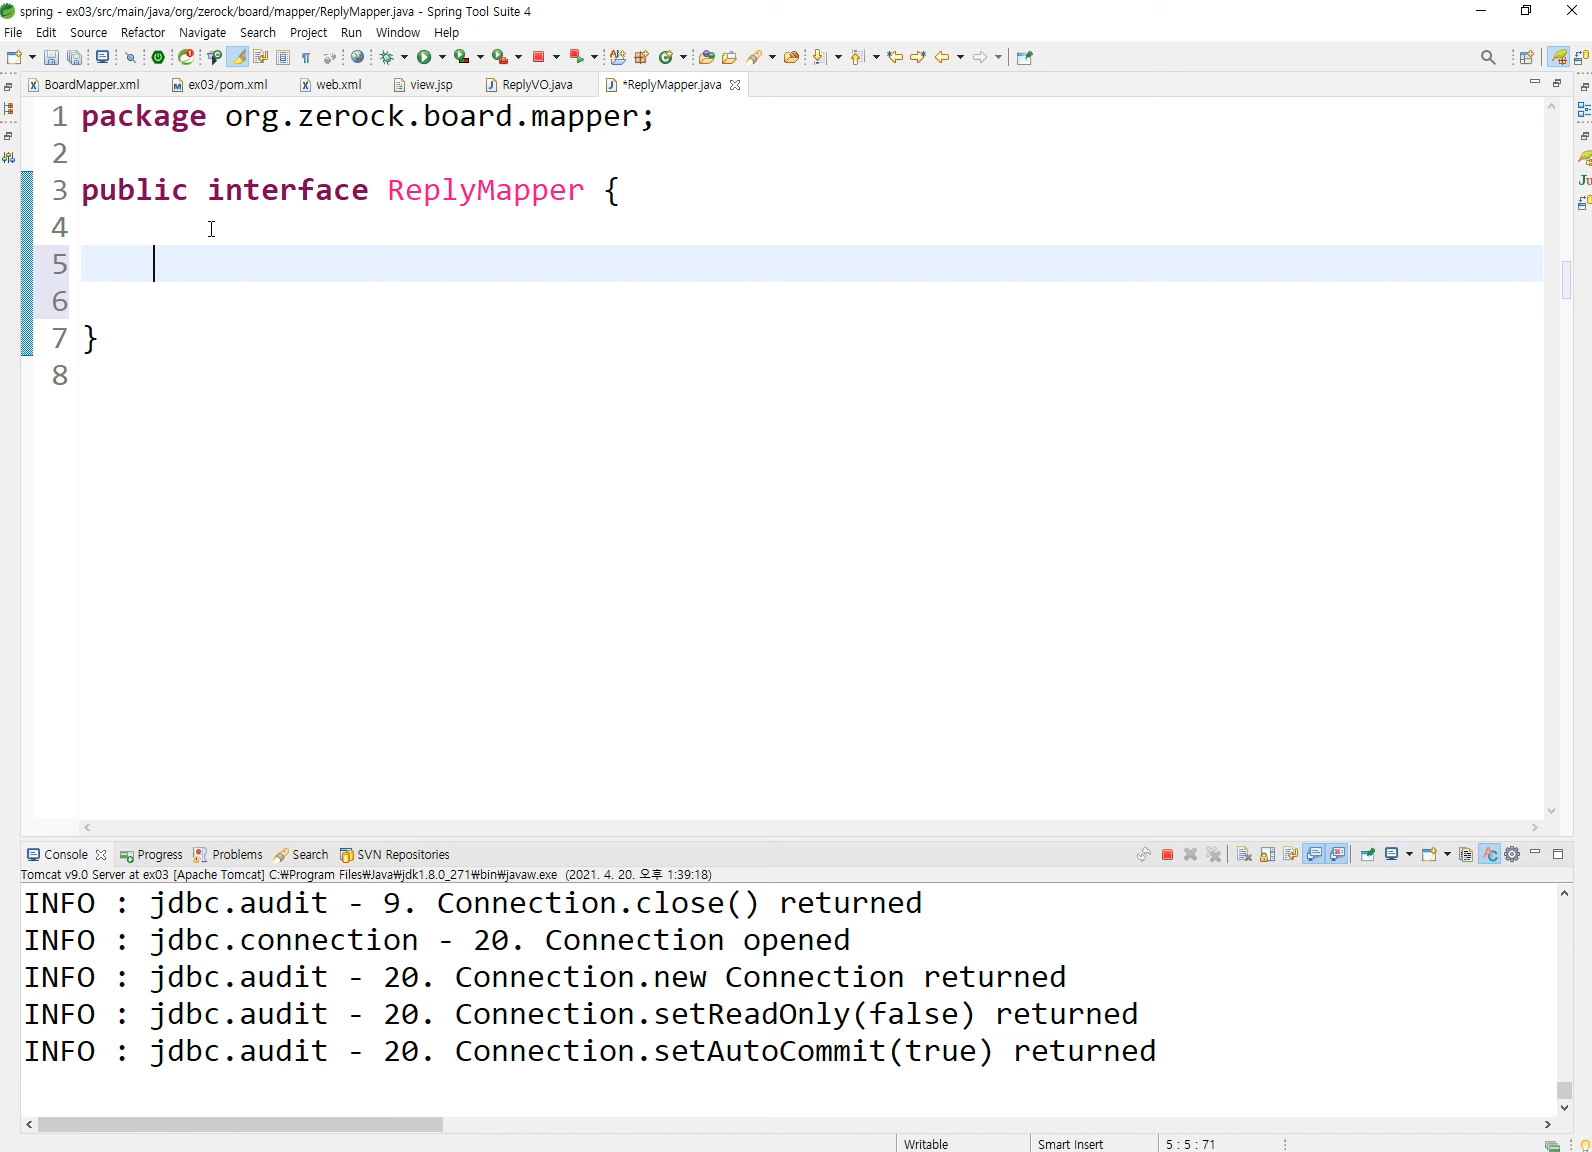 spring - ex03/src/main/java/org/zerock/board/mapper/ReplyMapper.java - Spring Tool Suite 4
File Edit Source Refactor Navigate Search Project Run Window Help
BoardMapper.xml ex03/pom.xml web.xml view.jsp ReplyVO.java *ReplyMapper.java
1 package org.zerock.board.mapper;
2
3 public interface ReplyMapper {
4
5
6
7 }
8
Console Progress Problems Search SVN Repositories
Tomcat v9.0 Server at ex03 [Apache Tomcat] C:₩Program Files₩Java₩jdk1.8.0_271₩bin₩javaw.exe (2021. 4. 20. 오후 1:39:18)
INFO : jdbc.audit - 9. Connection.close() returned
INFO : jdbc.connection - 20. Connection opened
INFO : jdbc.audit - 20. Connection.new Connection returned
INFO : jdbc.audit - 20. Connection.setReadOnly(false) returned
INFO : jdbc.audit - 20. Connection.setAutoCommit(true) returned
Writable Smart Insert 5 : 5 : 71